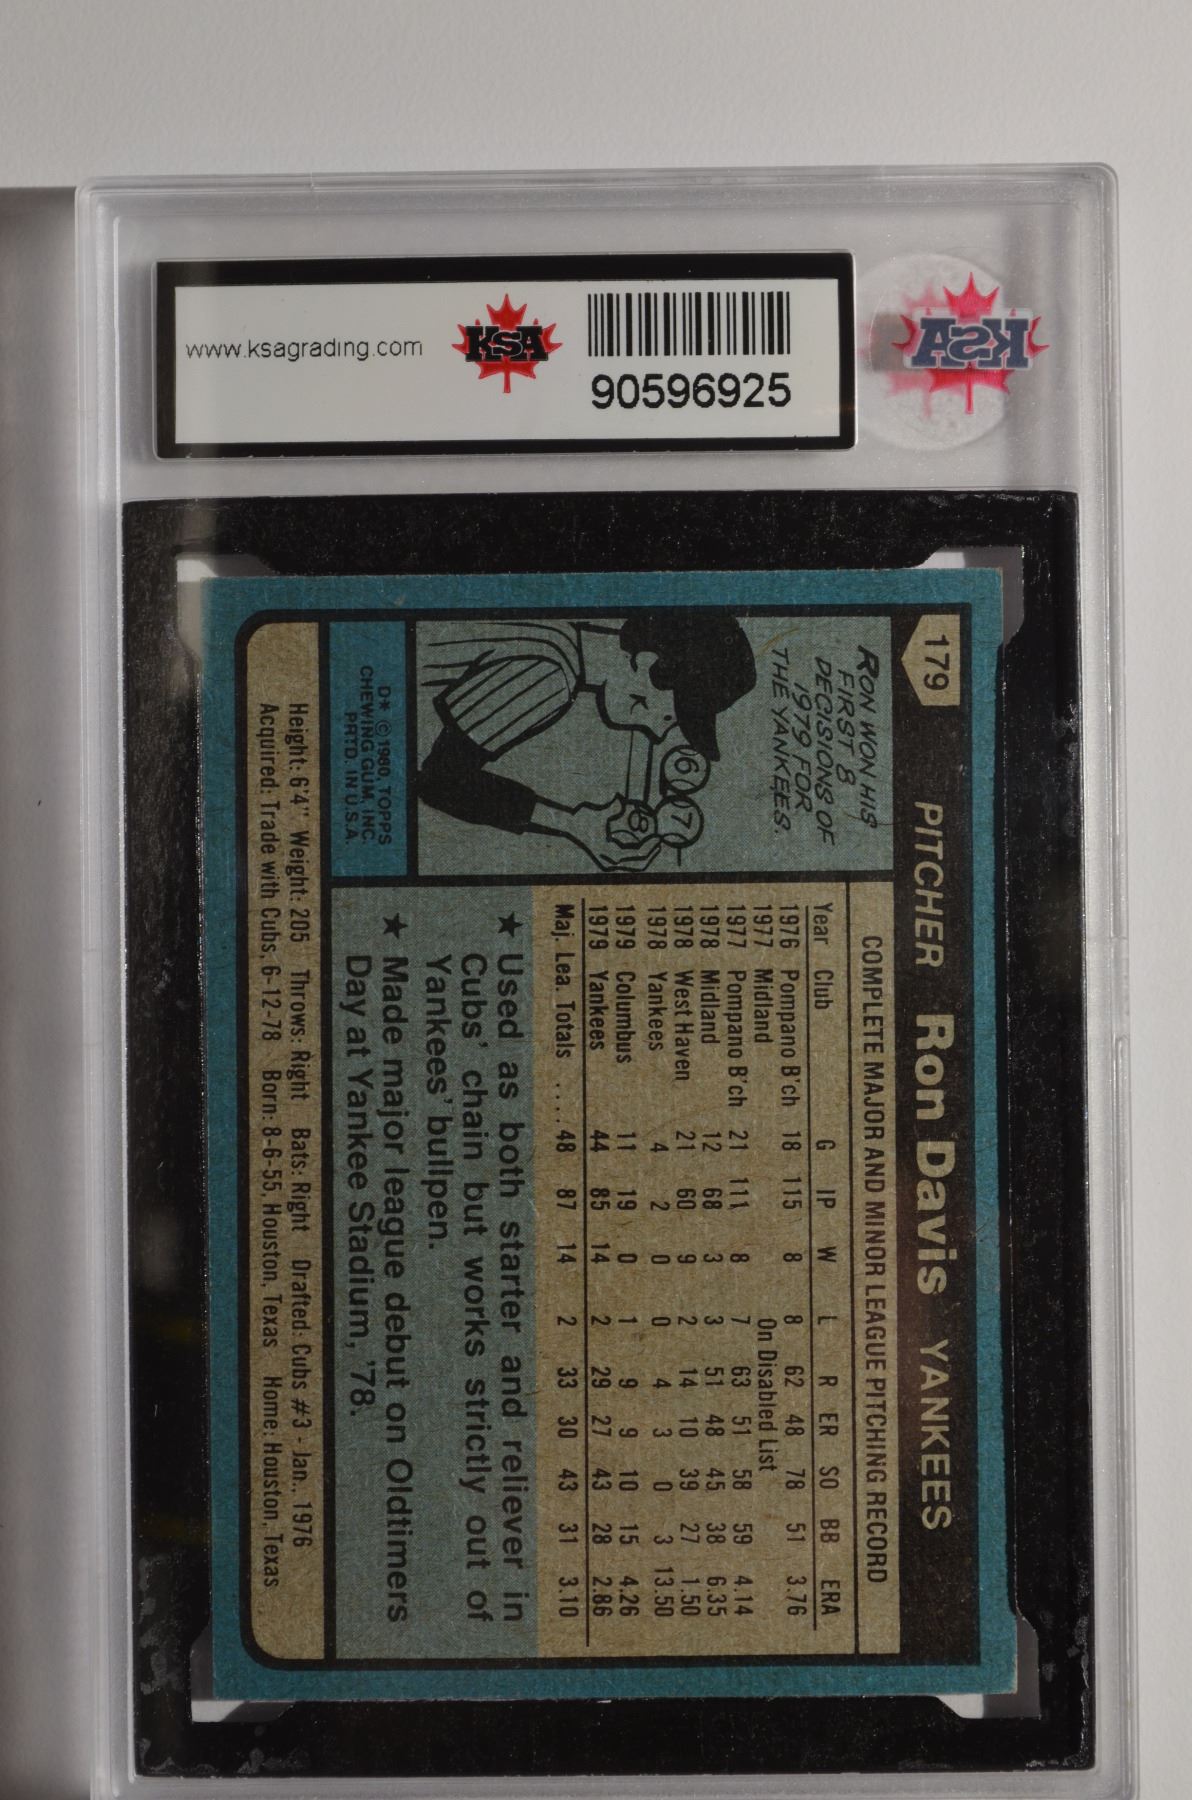 www.ksagrading.com
KSA
90596925
KSA
179
PITCHER Ron Davis YANKEES
RON WON HIS
FIRST 8
DECISIONS OF
1979 FOR
THE YANKEES.
6
7
8
D* © 1980 TOPPS
CHEWING GUM, INC.
PRTD. IN U.S.A.
COMPLETE MAJOR AND MINOR LEAGUE PITCHING RECORD
Year Club G IP W L R ER SO BB ERA
1976 Pompano B'ch 18 115 8 8 62 48 78 51 3.76
1977 Midland On Disabled List
1977 Pompano B'ch 21 111 8 7 63 51 58 59 4.14
1978 Midland 12 68 3 3 51 48 45 38 6.35
1978 West Haven 21 60 9 2 14 10 39 27 1.50
1978 Yankees 4 2 0 0 4 3 0 3 13.50
1979 Columbus 11 19 0 1 9 9 10 15 4.26
1979 Yankees 44 85 14 2 29 27 43 28 2.86
Maj. Lea. Totals .... 48 87 14 2 33 30 43 31 3.10
★ Used as both starter and reliever in
Cubs' chain but works strictly out of
Yankees' bullpen.
★ Made major league debut on Oldtimers
Day at Yankee Stadium, '78.
Height: 6'4" Weight: 205 Throws: Right Bats: Right Drafted: Cubs #3 - Jan., 1976
Acquired: Trade with Cubs, 6-12-78 Born: 8-6-55, Houston, Texas Home: Houston, Texas